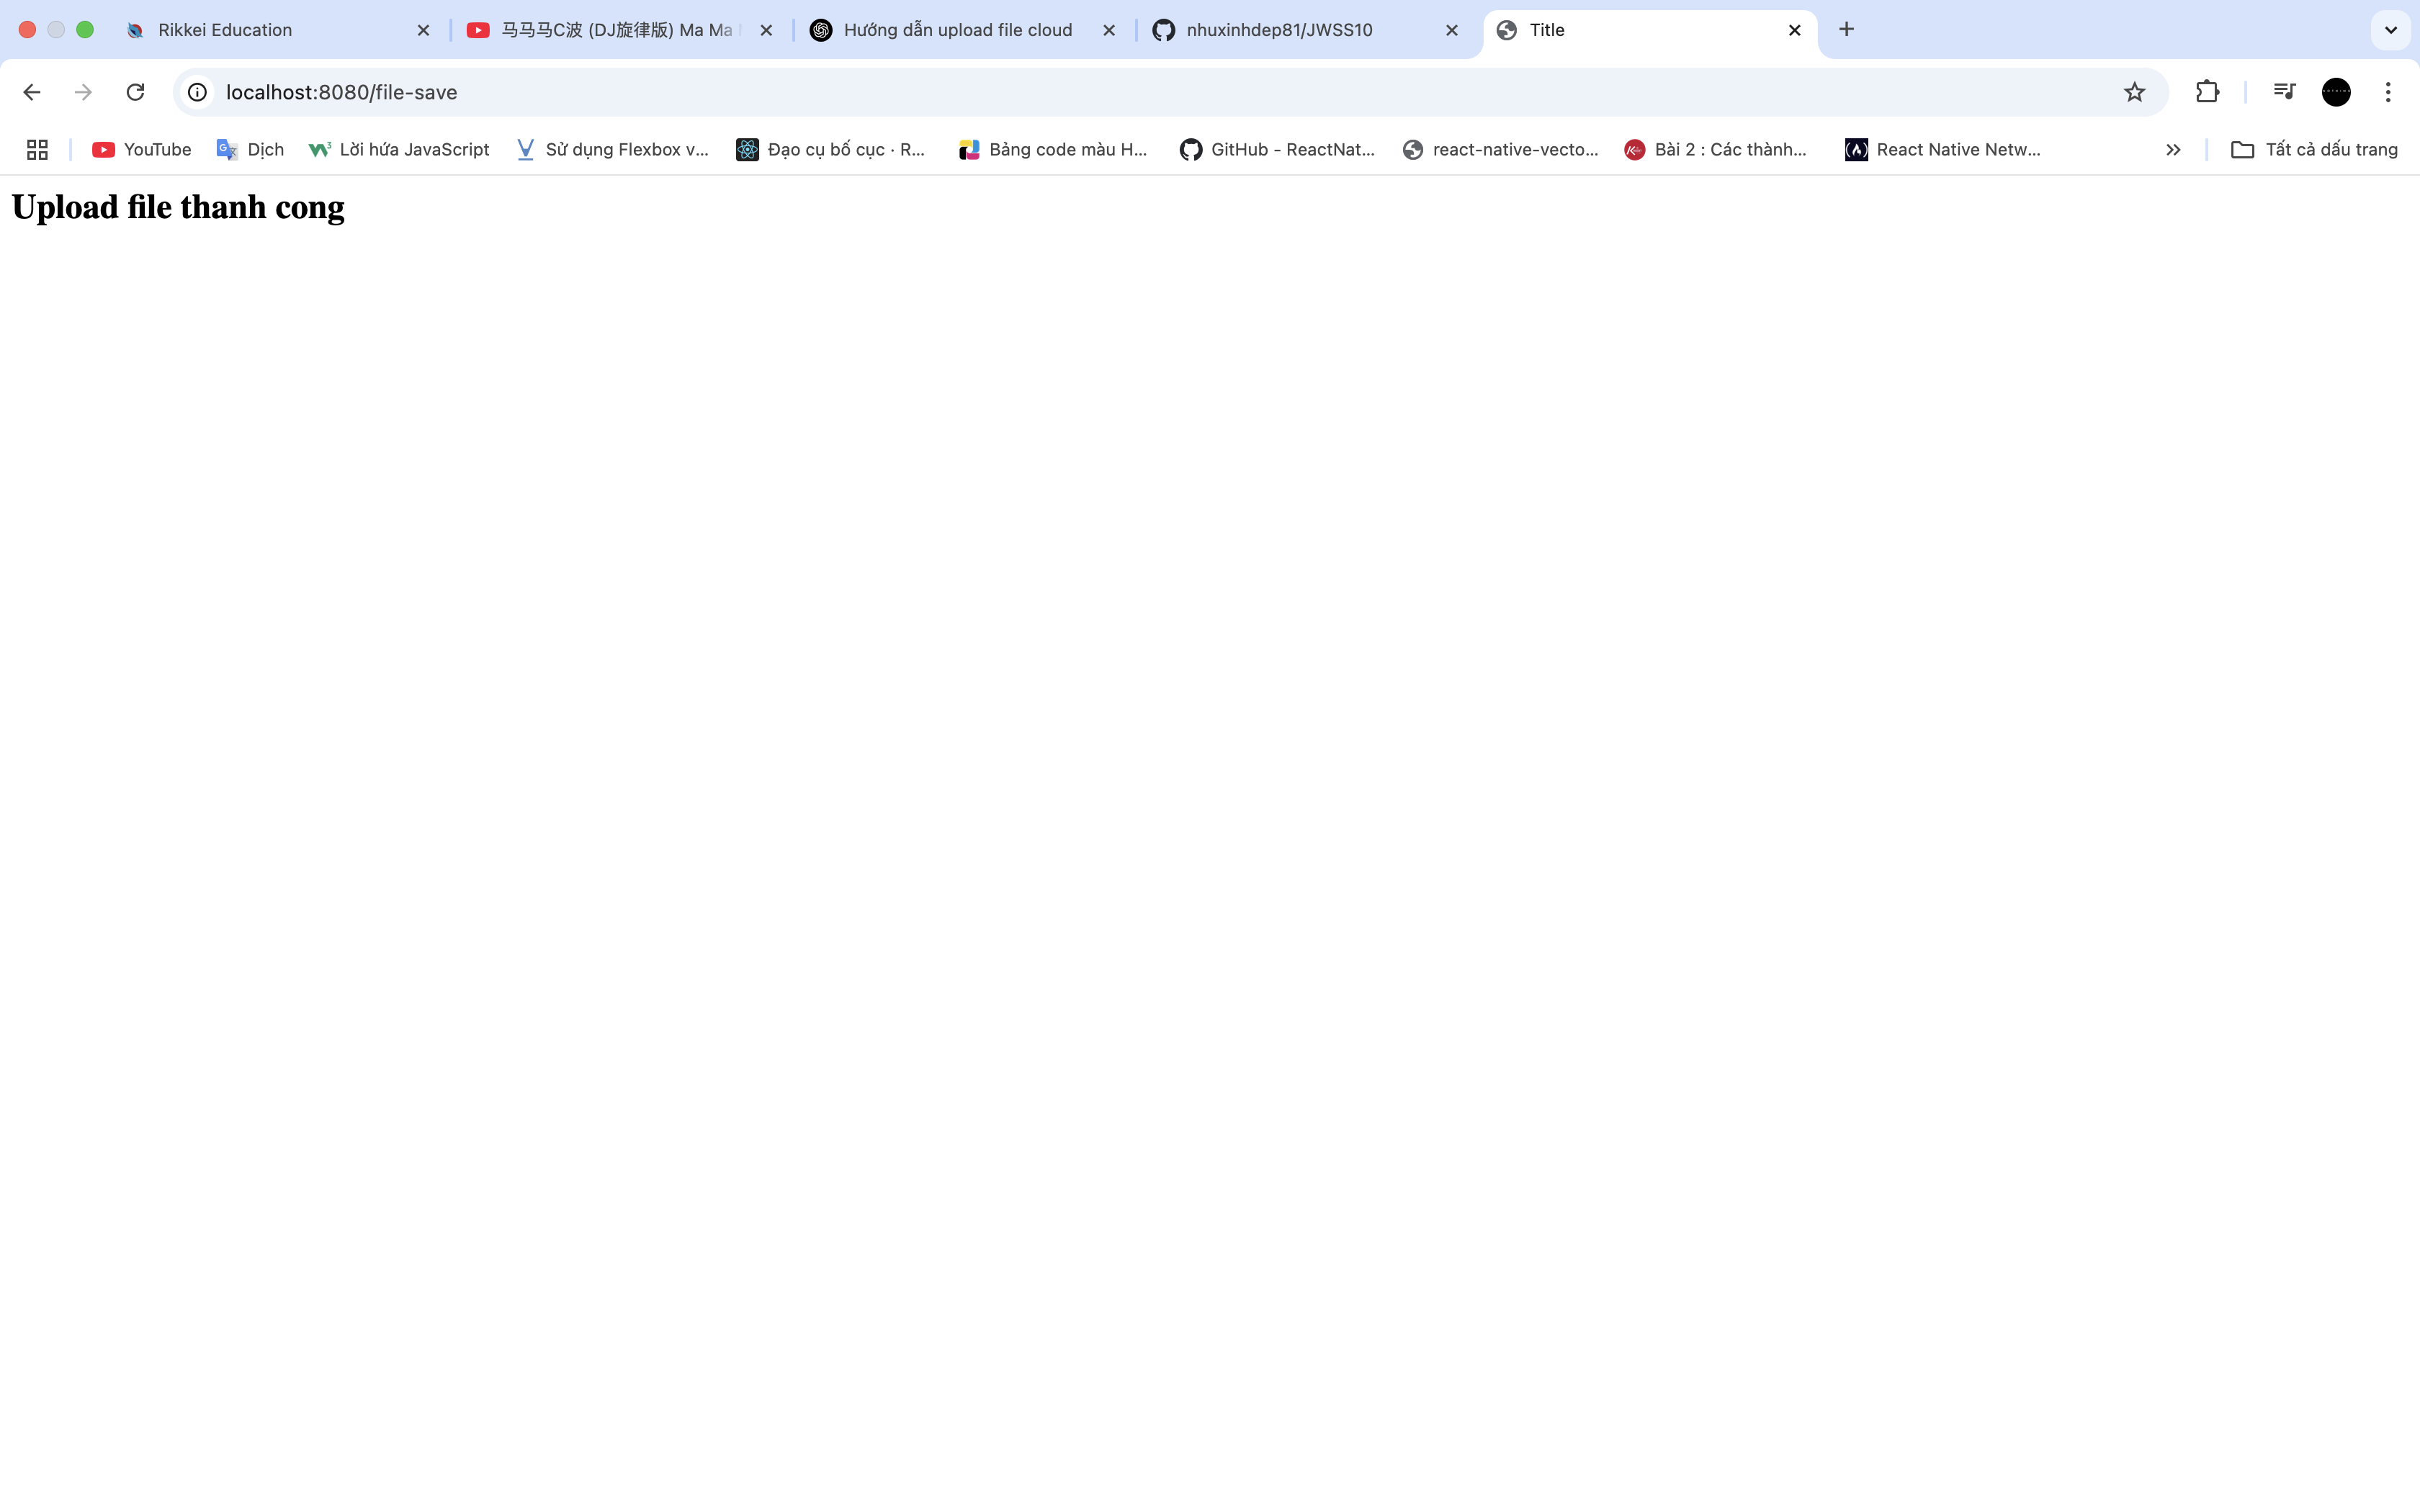 Rikkei Education
马马马C波 (DJ旋律版) Ma Ma
Hướng dẫn upload file cloud
nhuxinhdep81/JWSS10
Title
localhost:8080/file-save
YouTube
Dịch
Lời hứa JavaScript
Sử dụng Flexbox v...
Đạo cụ bố cục · R...
Bảng code màu H...
GitHub - ReactNat...
react-native-vecto...
Bài 2 : Các thành...
React Native Netw...
Tất cả dấu trang
Upload file thanh cong